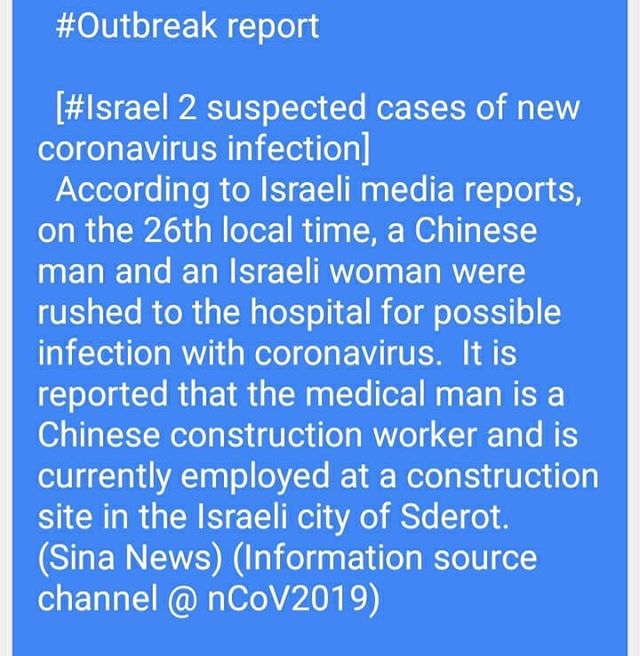 #Outbreak report
[#Israel 2 suspected cases of new
coronavirus infection]
According to Israeli media reports,
on the 26th local time, a Chinese
man and an Israeli woman were
rushed to the hospital for possible
infection with coronavirus.  It is
reported that the medical man is a
Chinese construction worker and is
currently employed at a construction
site in the Israeli city of Sderot.
(Sina News) (Information source
channel @ nCoV2019)